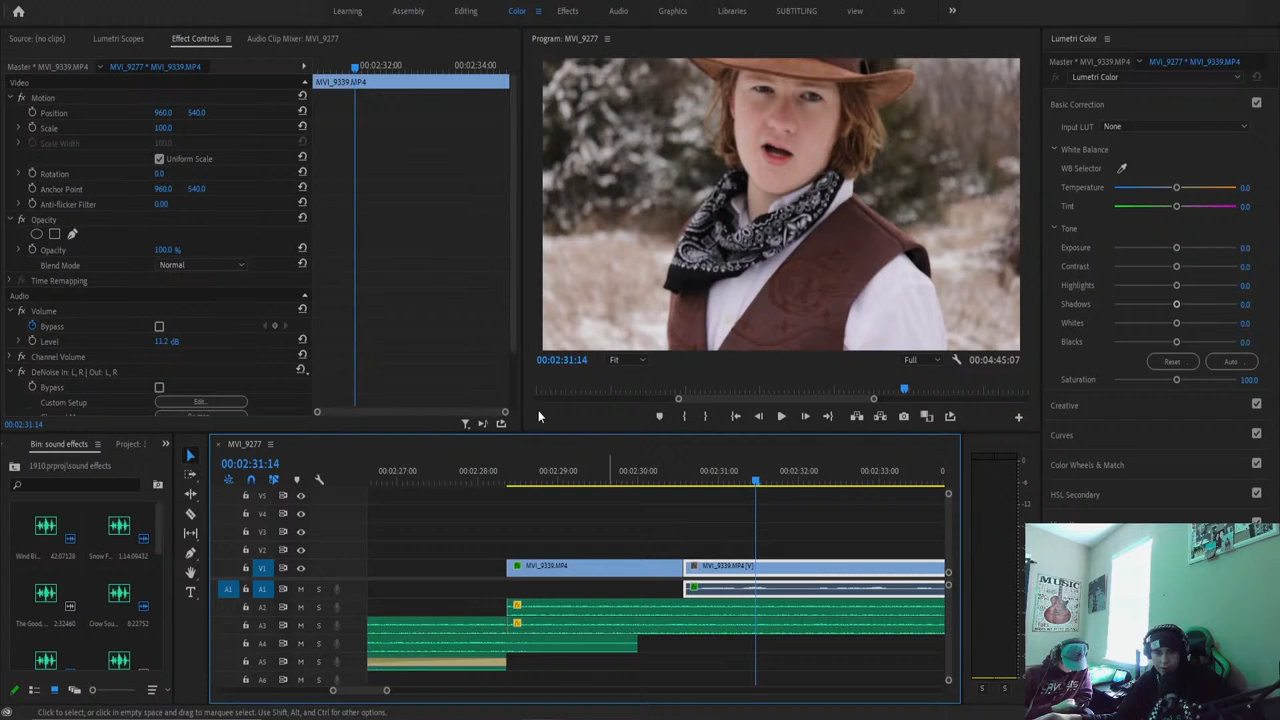 Learning Assembly Editing Color Effects Audio Graphics Libraries SUBTITLING view sub
Source: (no clips) Lumetri Scopes Effect Controls Audio Clip Mixer: MVI_9277
Master * MVI_9339.MP4 MVI_9277 * MVI_9339.MP4
00:02:32:00 00:02:34:00
Video
MVI_9339.MP4
fx Motion
Position 960.0 540.0
Scale 100.0
Scale Width 100.0
Uniform Scale
Rotation 0.0
Anchor Point 960.0 540.0
Anti-flicker Filter 0.00
fx Opacity
Opacity 100.0 %
Blend Mode Normal
Time Remapping
Audio
fx Volume
Bypass
Level 11.2 dB
fx Channel Volume
fx DeNoise In: L, R | Out: L, R
Bypass
Custom Setup Edit...
00:02:31:14
Program: MVI_9277
00:02:31:14 Fit Full 00:04:45:07
Lumetri Color
Master * MVI_9339.MP4 MVI_9277 * MVI_9339.MP4
fx Lumetri Color
Basic Correction
Input LUT None
White Balance
WB Selector
Temperature 0.0
Tint 0.0
Tone
Exposure 0.0
Contrast 0.0
Highlights 0.0
Shadows 0.0
Whites 0.0
Blacks 0.0
Reset Auto
Saturation 100.0
Creative
Curves
Color Wheels & Match
HSL Secondary
Bin: sound effects Project:
1910.prproj\sound effects
Wind Bl... 42:07128 Snow F... 1:14:09432
The Good... 2:32460 Crow Sou... 8:22752
MVI_9277
00:02:31:14
00:02:27:00 00:02:28:00 00:02:29:00 00:02:30:00 00:02:31:00 00:02:32:00 00:02:33:00 0
V5
V4
V3
V2
V1 MVI_9339.MP4 MVI_9339.MP4 [V]
A1 A1 M S
A2 M S
A3 M S
A4 M S
A5 M S
A6 M S
0
-6
-12
S S
Click to select, or click in empty space and drag to marquee select. Use Shift, Alt, and Ctrl for other options.
MUSIC